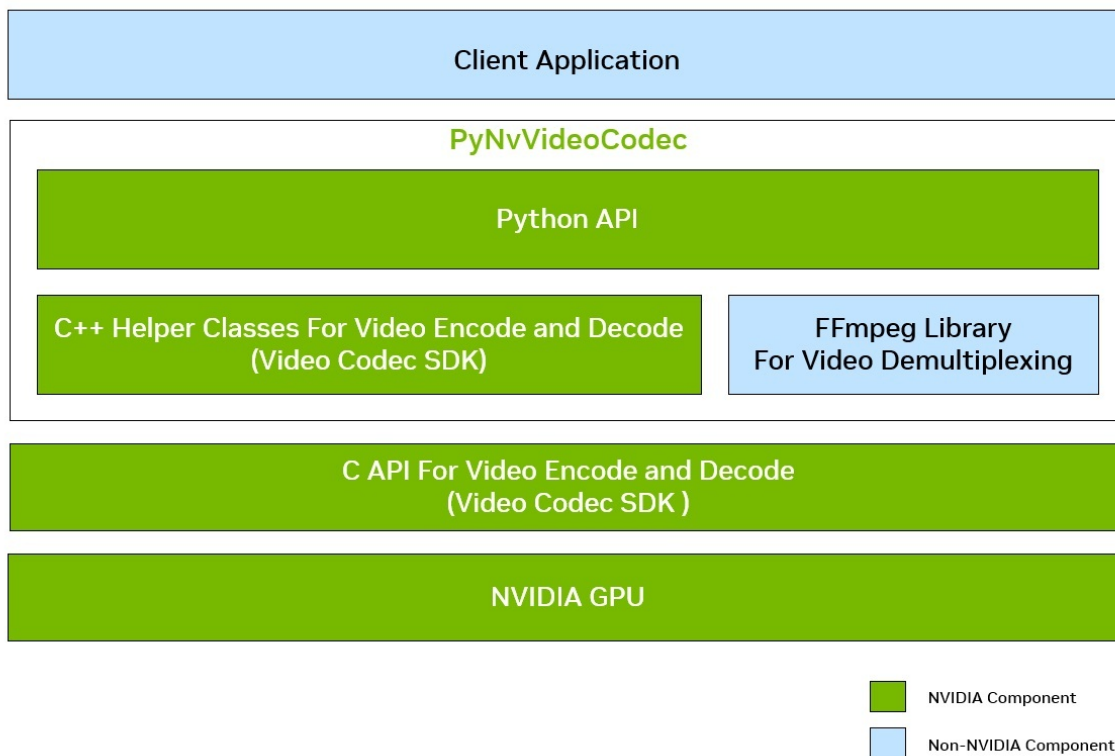 Client Application
PyNvVideoCodec
Python API
C++ Helper Classes For Video Encode and Decode
(Video Codec SDK)
FFmpeg Library
For Video Demultiplexing
C API For Video Encode and Decode
(Video Codec SDK )
NVIDIA GPU
NVIDIA Component
Non-NVIDIA Component